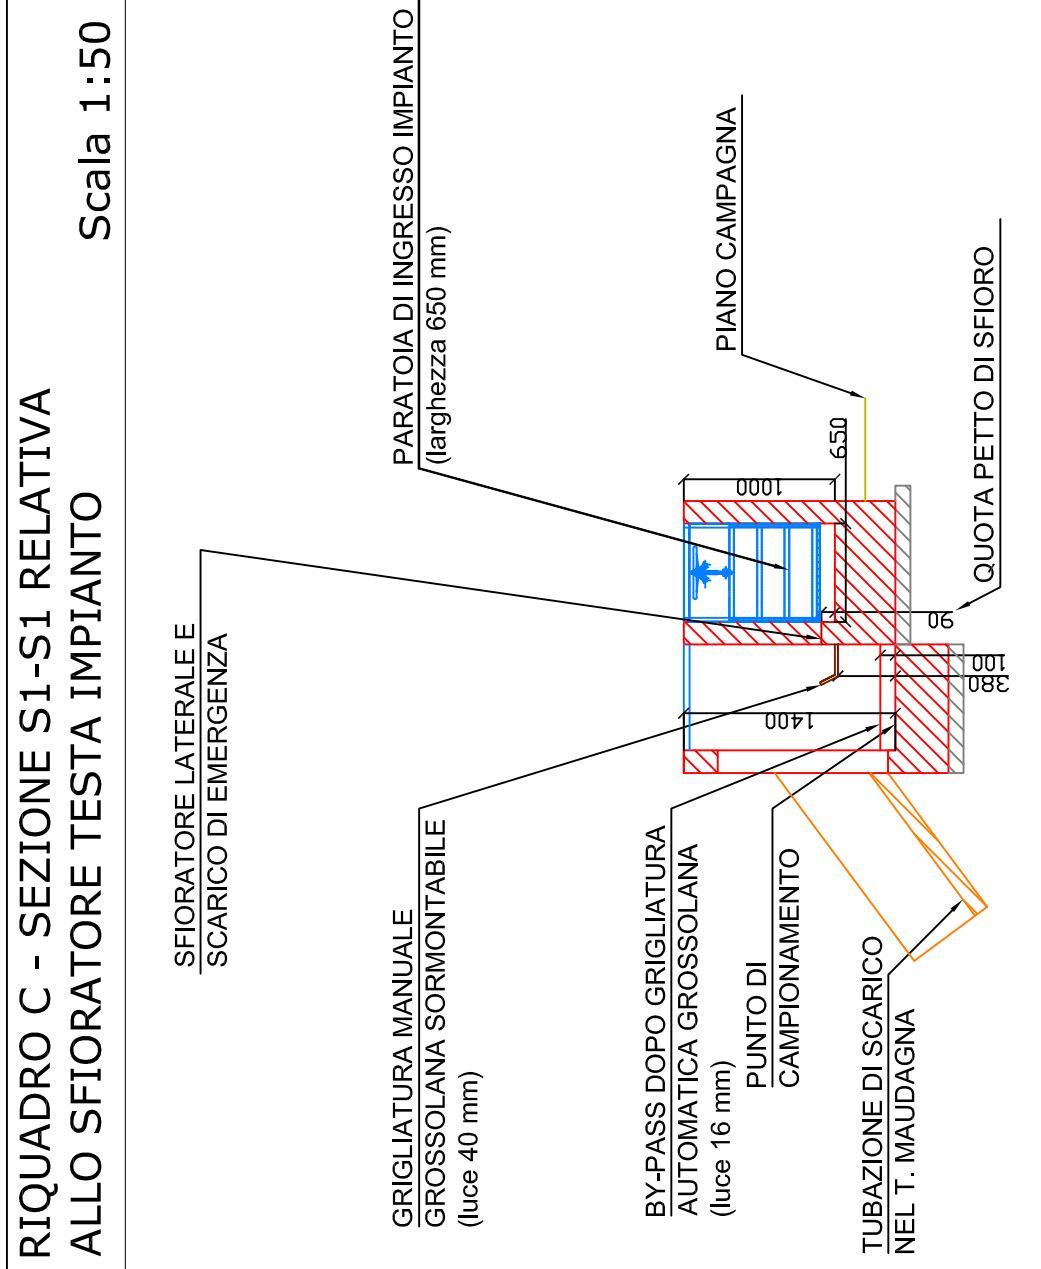 RIQUADRO C - SEZIONE S1-S1 RELATIVA
ALLO SFIORATORE TESTA IMPIANTO
Scala 1:50
SFIORATORE LATERALE E
SCARICO DI EMERGENZA
PARATOIA DI INGRESSO IMPIANTO
(larghezza 650 mm)
GRIGLIATURA MANUALE
GROSSOLANA SORMONTABILE
(luce 40 mm)
BY-PASS DOPO GRIGLIATURA
AUTOMATICA GROSSOLANA
(luce 16 mm)
PUNTO DI
CAMPIONAMENTO
TUBAZIONE DI SCARICO
NEL T. MAUDAGNA
PIANO CAMPAGNA
QUOTA PETTO DI SFIORO
1000
650
90
1400
100
380